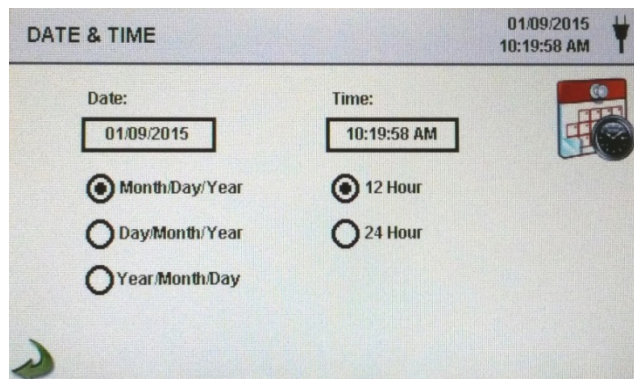 DATE & TIME
01/09/2015
10:19:58 AM
Date:
01/09/2015
Month/Day/Year
Day/Month/Year
Year/Month/Day
Time:
10:19:58 AM
12 Hour
24 Hour